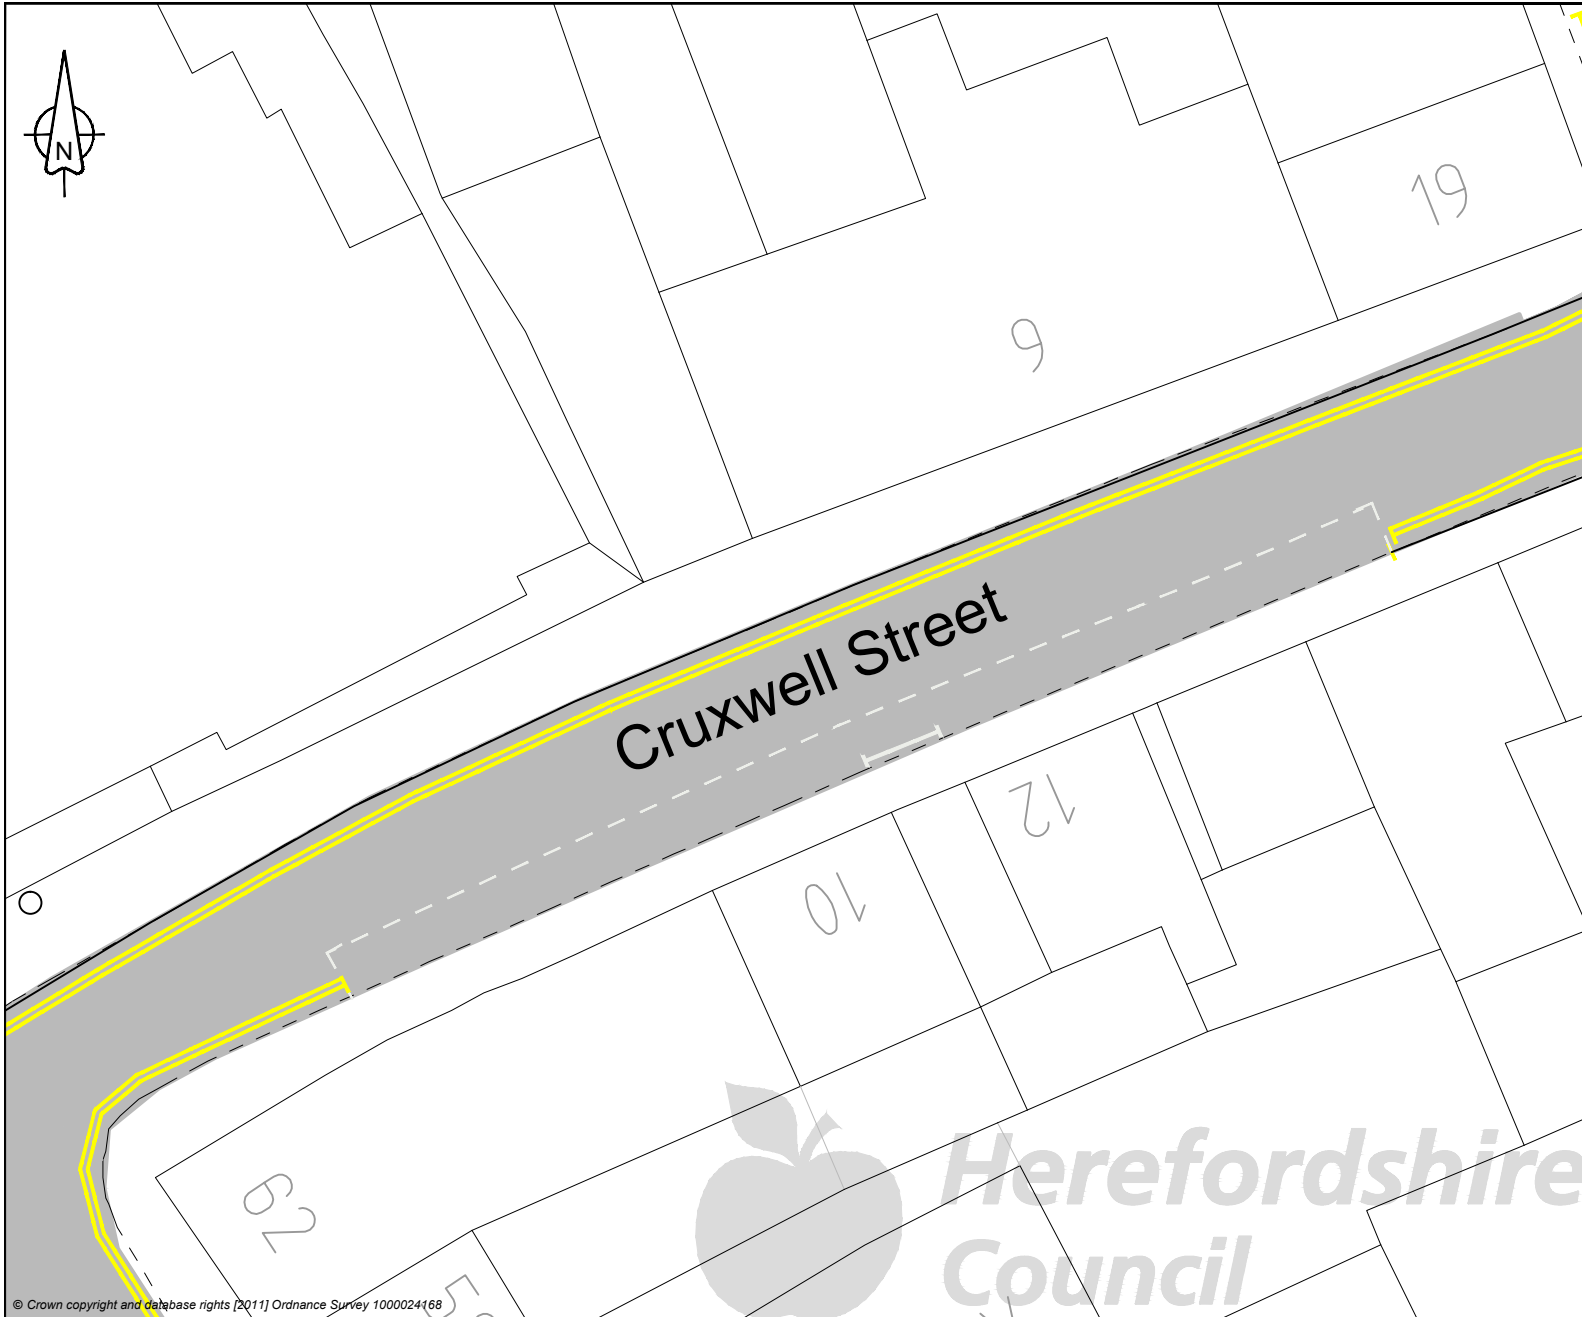 N
19
9
Cruxwell Street
12
10
62
Herefordshire
Council
© Crown copyright and database rights [2011] Ordnance Survey 1000024168